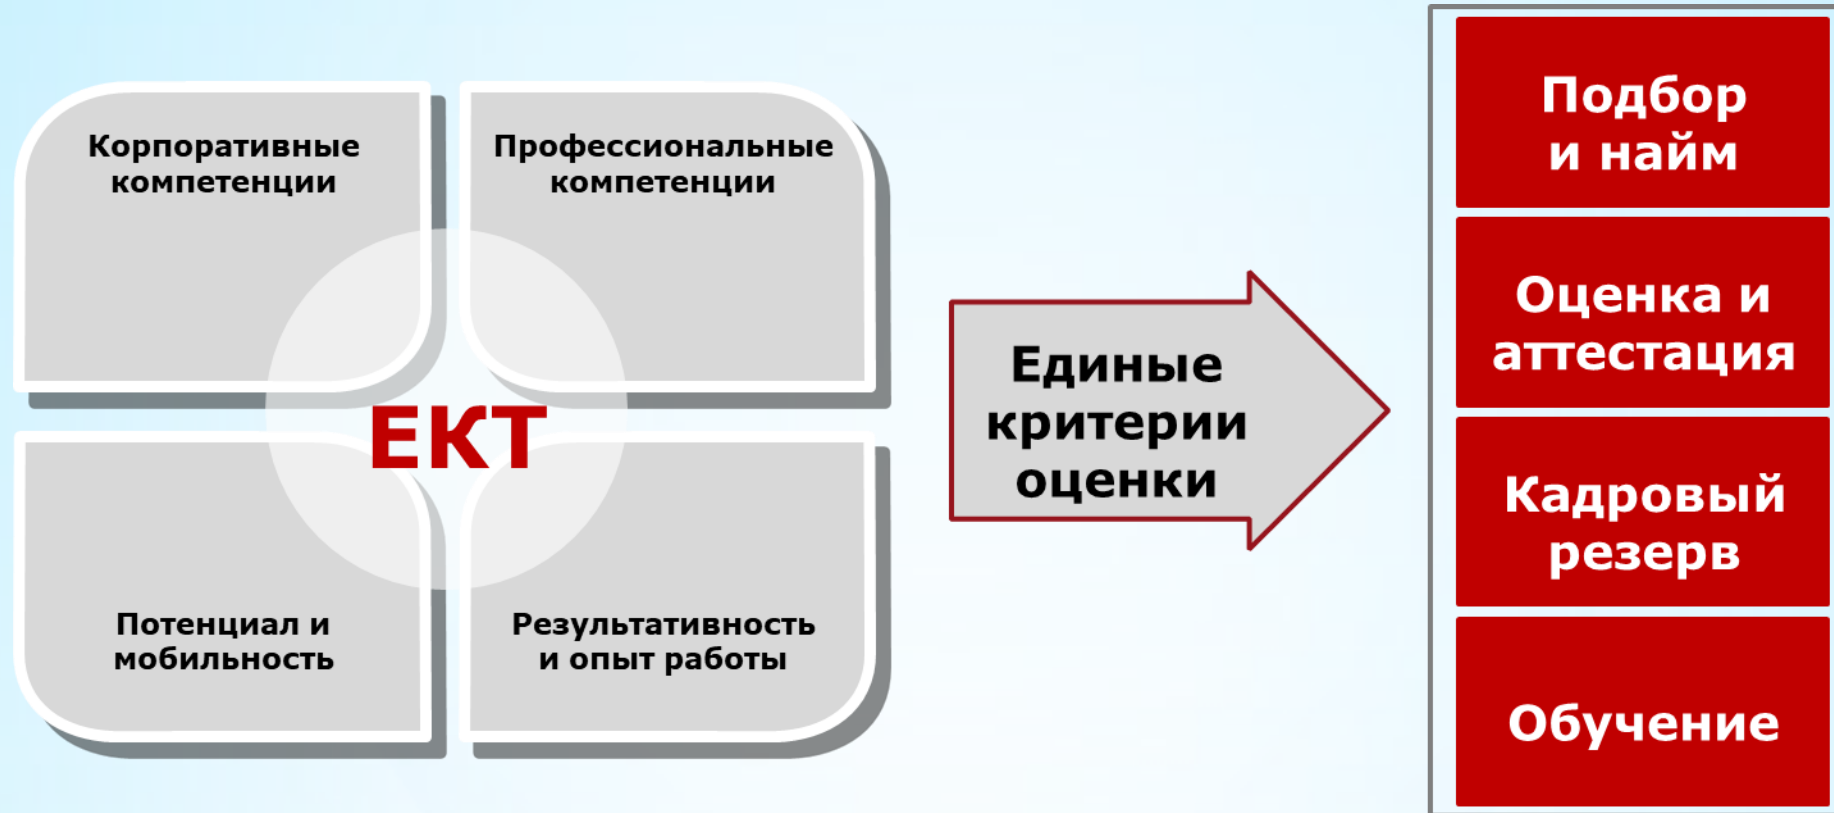 Корпоративные
компетенции
Профессиональные
компетенции
ЕКТ
Потенциал и
мобильность
Результативность
и опыт работы
Единые
критерии
оценки
Подбор
и найм
Оценка и
аттестация
Кадровый
резерв
Обучение